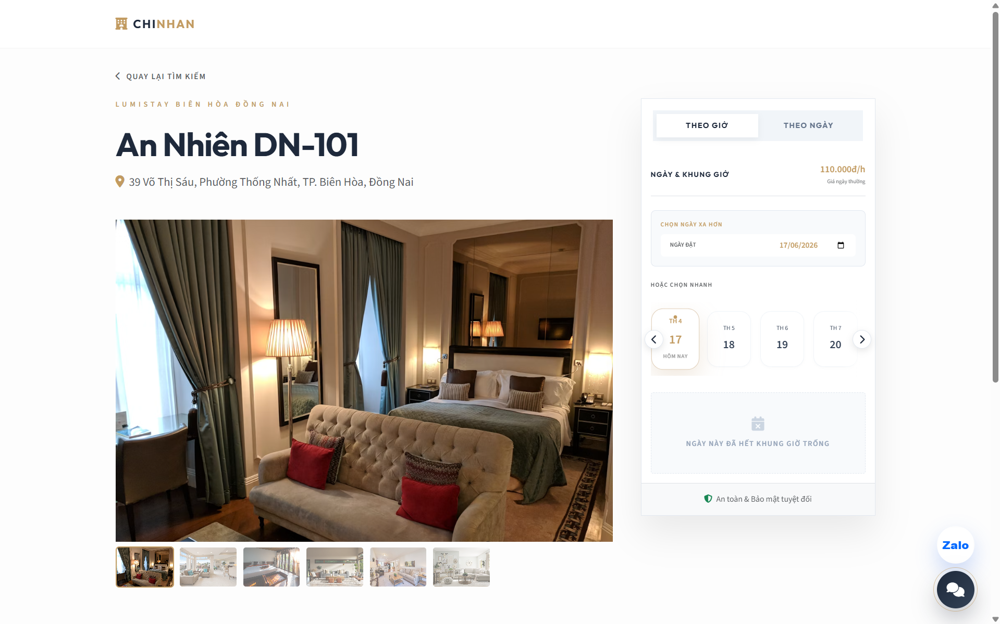 CHINHAN
QUAY LẠI TÌM KIẾM
LUMISTAY BIÊN HÒA ĐỒNG NAI
An Nhiên DN-101
39 Võ Thị Sáu, Phường Thống Nhất, TP. Biên Hòa, Đồng Nai
THEO GIỜ
THEO NGÀY
NGÀY & KHUNG GIỜ
110.000đ/h
Giá ngày thường
CHỌN NGÀY XA HƠN
NGÀY ĐẶT
17/06/2026
HOẶC CHỌN NHANH
TH 4
17
HÔM NAY
TH 5
18
TH 6
19
TH 7
20
NGÀY NÀY ĐÃ HẾT KHUNG GIỜ TRỐNG
An toàn & Bảo mật tuyệt đối
Zalo